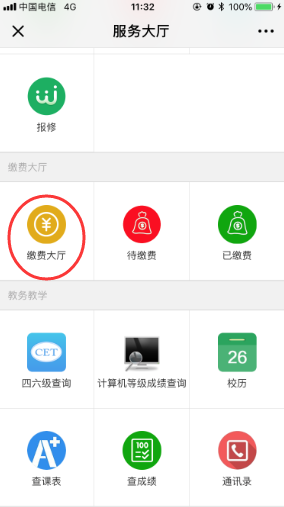 中国电信 4G 11:32 100%
服务大厅
报修
缴费大厅
缴费大厅 待缴费 已缴费
教务教学
CET 26
四六级查询 计算机等级成绩查询 校历
A+ 100
查课表 查成绩 通讯录